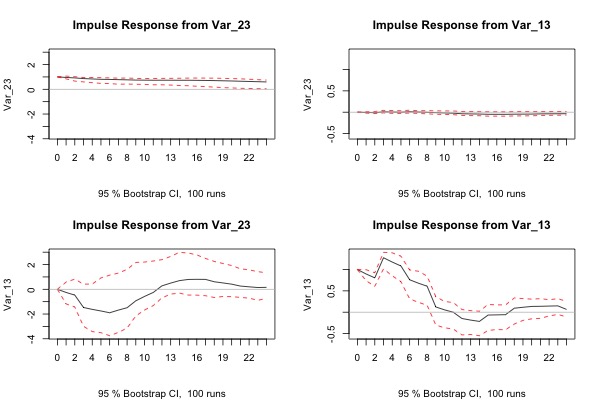 Impulse Response from Var_23
Var_23
2
0
-4
0 2 4 6 8 10 13 16 19 22
95 % Bootstrap CI,  100 runs
Impulse Response from Var_13
Var_23
0.5
-0.5
0 2 4 6 8 10 13 16 19 22
95 % Bootstrap CI,  100 runs
Impulse Response from Var_23
Var_13
2
0
-2
-4
0 2 4 6 8 10 13 16 19 22
95 % Bootstrap CI,  100 runs
Impulse Response from Var_13
Var_13
0.5
-0.5
0 2 4 6 8 10 13 16 19 22
95 % Bootstrap CI,  100 runs